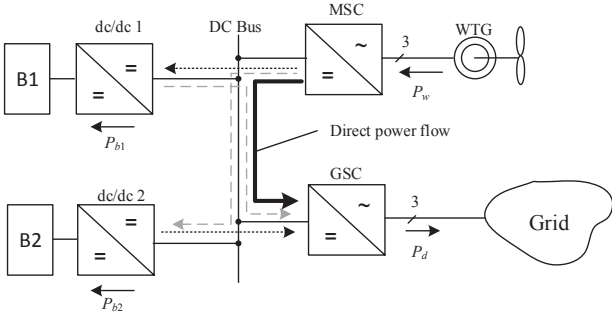 dc/dc 1
DC Bus
MSC
WTG
B1
=
=
~
=
3
P_b1
P_w
Direct power flow
dc/dc 2
GSC
B2
=
=
~
=
3
Grid
P_b2
P_d